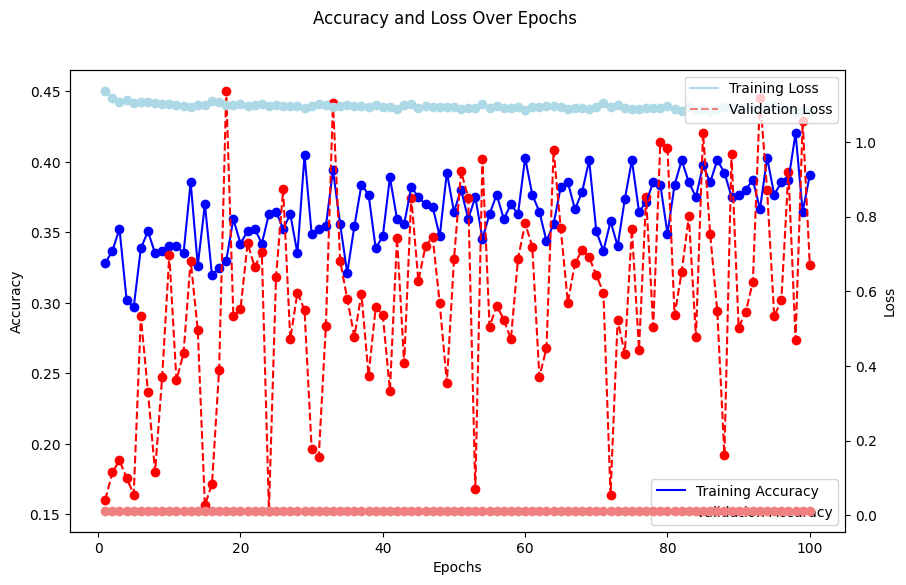 Accuracy and Loss Over Epochs
Training Loss
Validation Loss
Accuracy
0.45
0.40
0.35
0.30
0.25
0.20
0.15
Loss
1.0
0.8
0.6
0.4
0.2
0.0
Training Accuracy
Validation Accuracy
0
20
40
60
80
100
Epochs